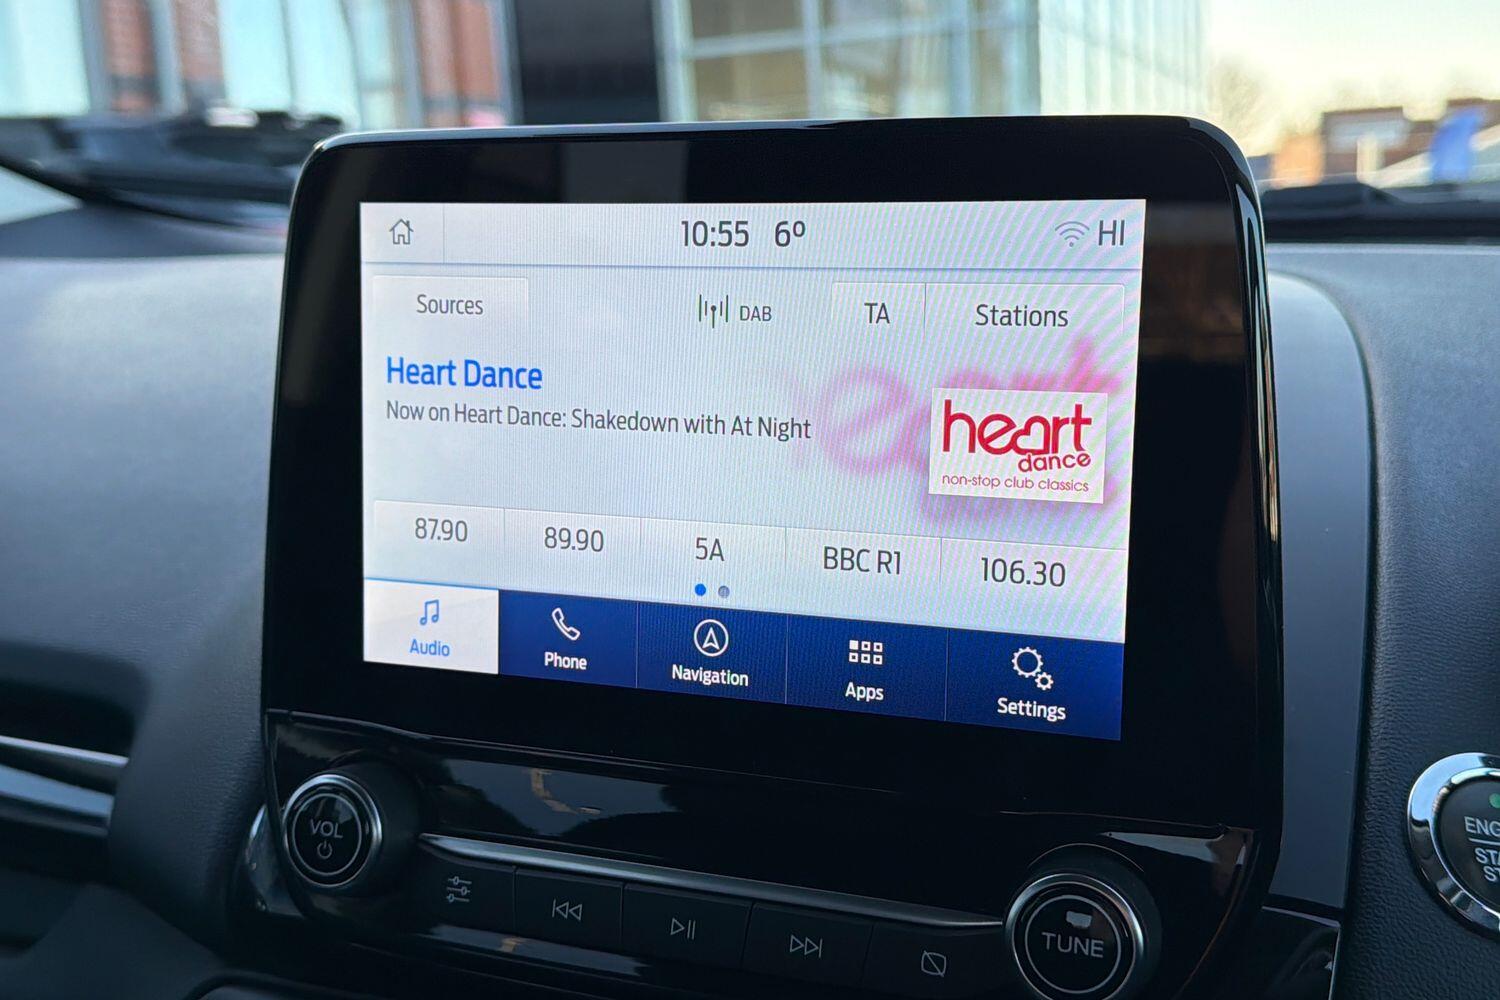 10:55 6° HI
Sources DAB TA Stations
Heart Dance
Now on Heart Dance: Shakedown with At Night
heart
dance
non-stop club classics
87.90 89.90 5A BBC R1 106.30
Audio Phone Navigation Apps Settings
VOL
TUNE
ENG
STA
ST